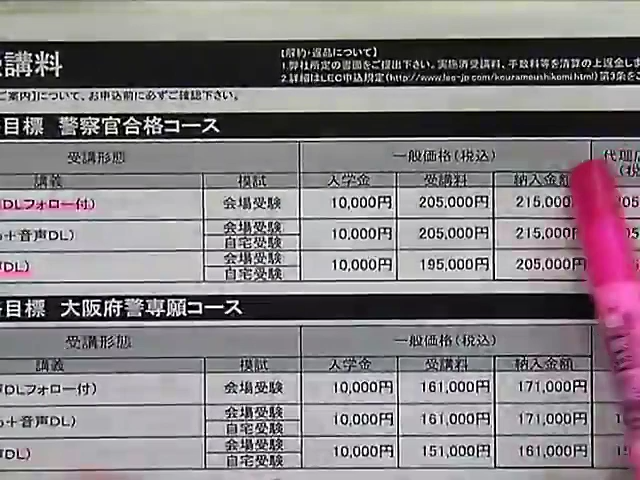 講料
【解約・返品について】
1.弊社所定の書面をご提出下さい。実施済受講料、手数料等を清算の上返金しま
2.詳細はLEC申込規定(http://www.lec-jp.com/kouzamoushikomi.html)第3条を
ご案内】について、お申込前に必ずご確認下さい。
目標 警察官合格コース
受講形態 一般価格(税込) 代理店
講義 模試 入学金 受講料 納入金額 (税
DLフォロー付) 会場受験 10,000円 205,000円 215,000円 205
+音声DL) 会場受験 自宅受験 10,000円 205,000円 215,000円
DL) 会場受験 自宅受験 10,000円 195,000円 205,000円
目標 大阪府警専願コース
受講形態 一般価格(税込)
講義 模試 入学金 受講料 納入金額
DLフォロー付) 会場受験 10,000円 161,000円 171,000円
+音声DL) 会場受験 自宅受験 10,000円 161,000円 171,000円
DL) 会場受験 自宅受験 10,000円 151,000円 161,000円